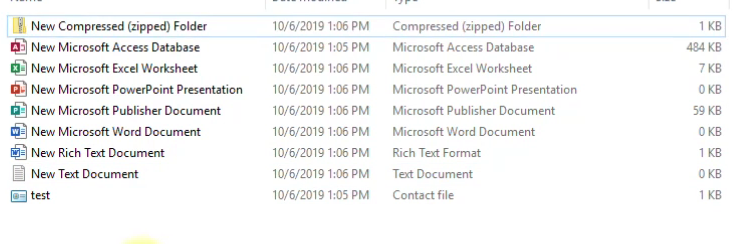 New Compressed (zipped) Folder 10/6/2019 1:06 PM Compressed (zipped) Folder 1 KB
New Microsoft Access Database 10/6/2019 1:05 PM Microsoft Access Database 484 KB
New Microsoft Excel Worksheet 10/6/2019 1:06 PM Microsoft Excel Worksheet 7 KB
New Microsoft PowerPoint Presentation 10/6/2019 1:06 PM Microsoft PowerPoint Presentation 0 KB
New Microsoft Publisher Document 10/6/2019 1:06 PM Microsoft Publisher Document 59 KB
New Microsoft Word Document 10/6/2019 1:06 PM Microsoft Word Document 0 KB
New Rich Text Document 10/6/2019 1:06 PM Rich Text Format 1 KB
New Text Document 10/6/2019 1:06 PM Text Document 0 KB
test 10/6/2019 1:05 PM Contact file 1 KB